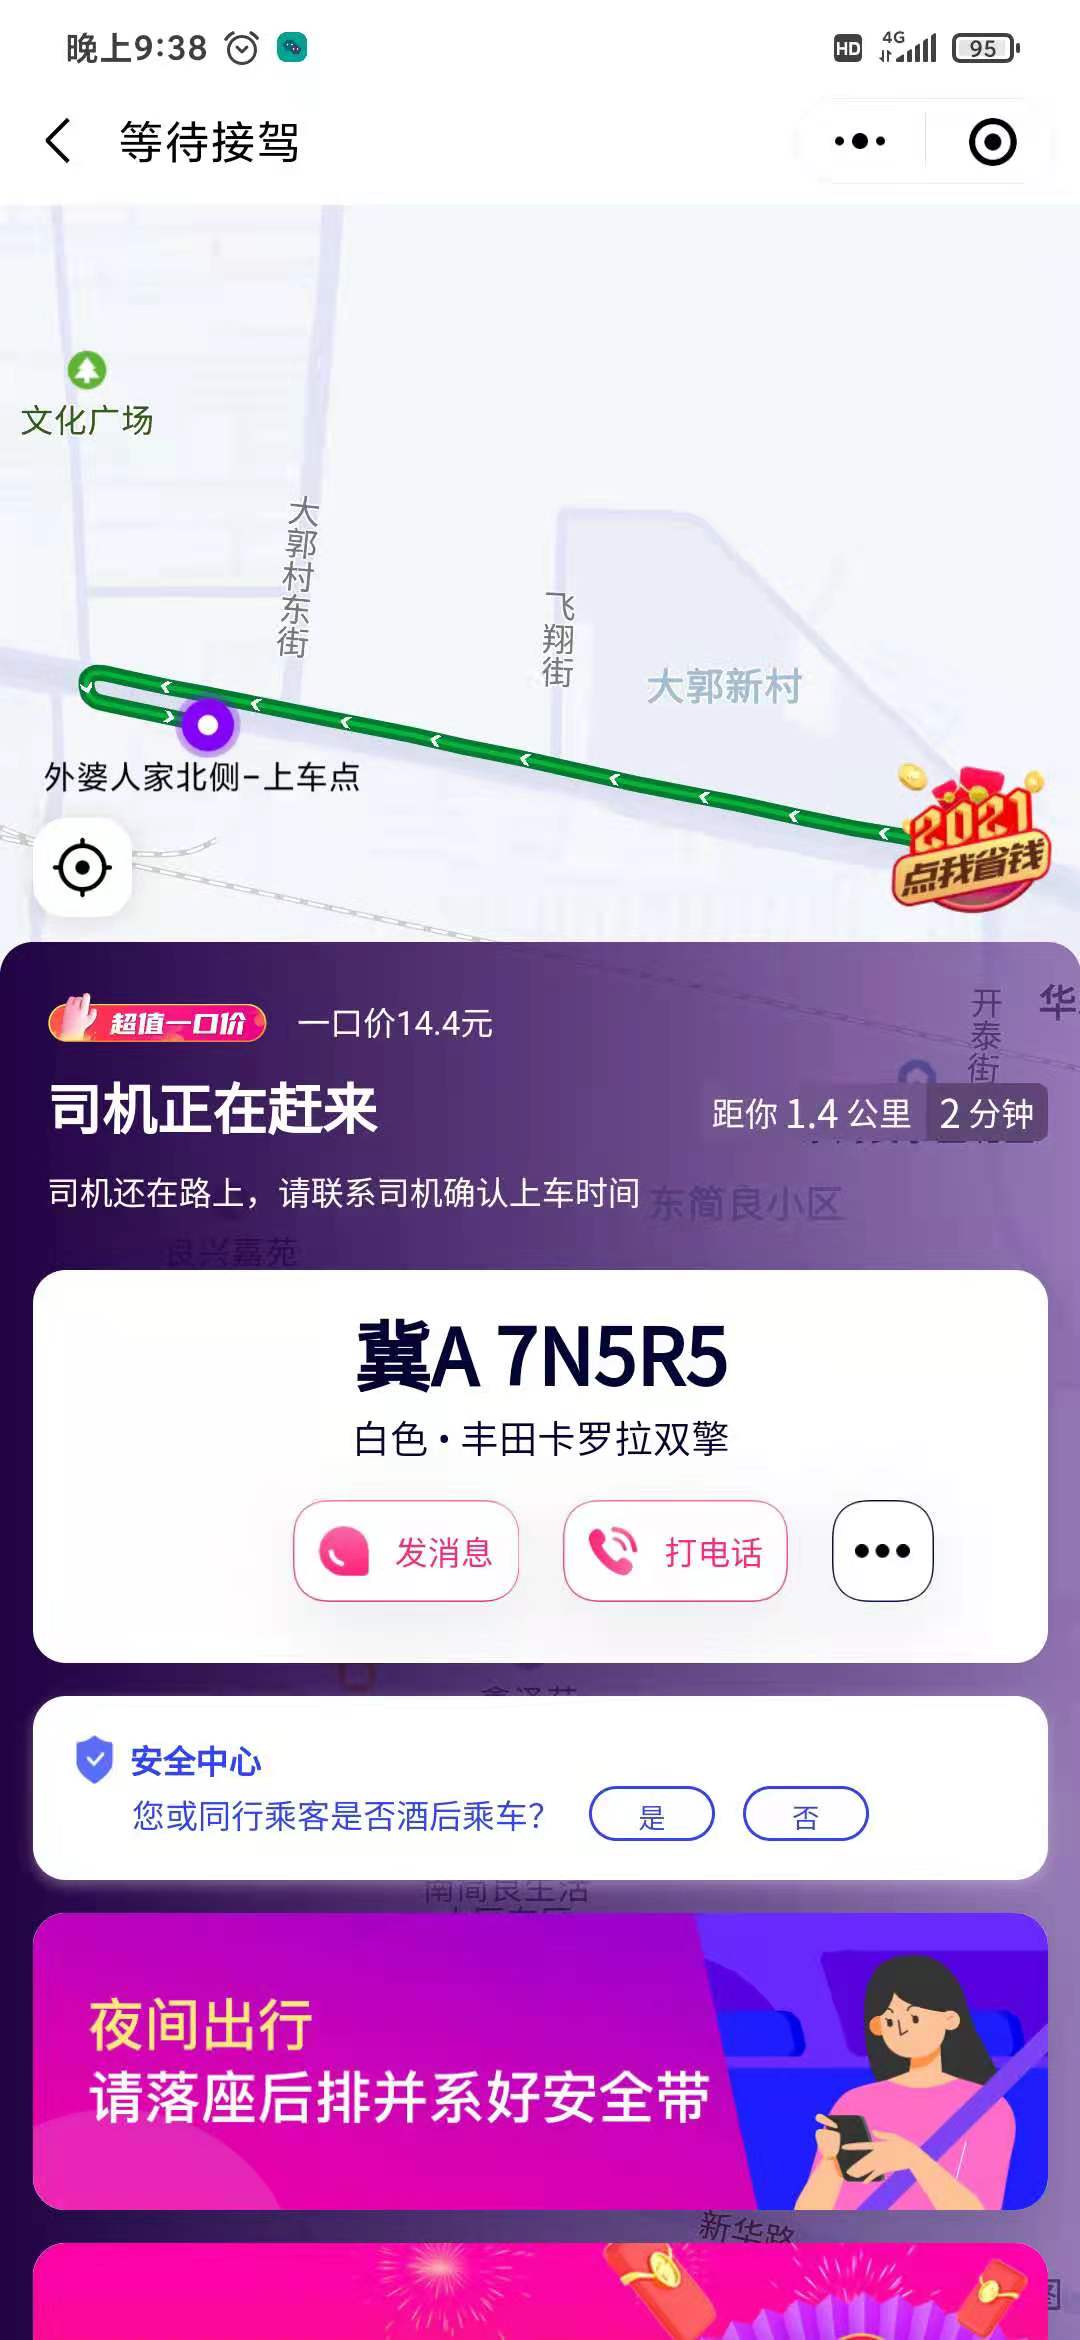 晚上9:38
HD
4G
95
等待接驾
文化广场
大郭村东街
飞翔街
大郭新村
外婆人家北侧-上车点
2021
点我省钱
超值一口价
一口价14.4元
开泰街
华
司机正在赶来
距你 1.4 公里
2 分钟
司机还在路上，请联系司机确认上车时间
东简良小区
良兴嘉苑
冀A 7N5R5
白色·丰田卡罗拉双擎
发消息
打电话
安全中心
您或同行乘客是否酒后乘车？
是
否
南简良生活
夜间出行
请落座后排并系好安全带
新华路